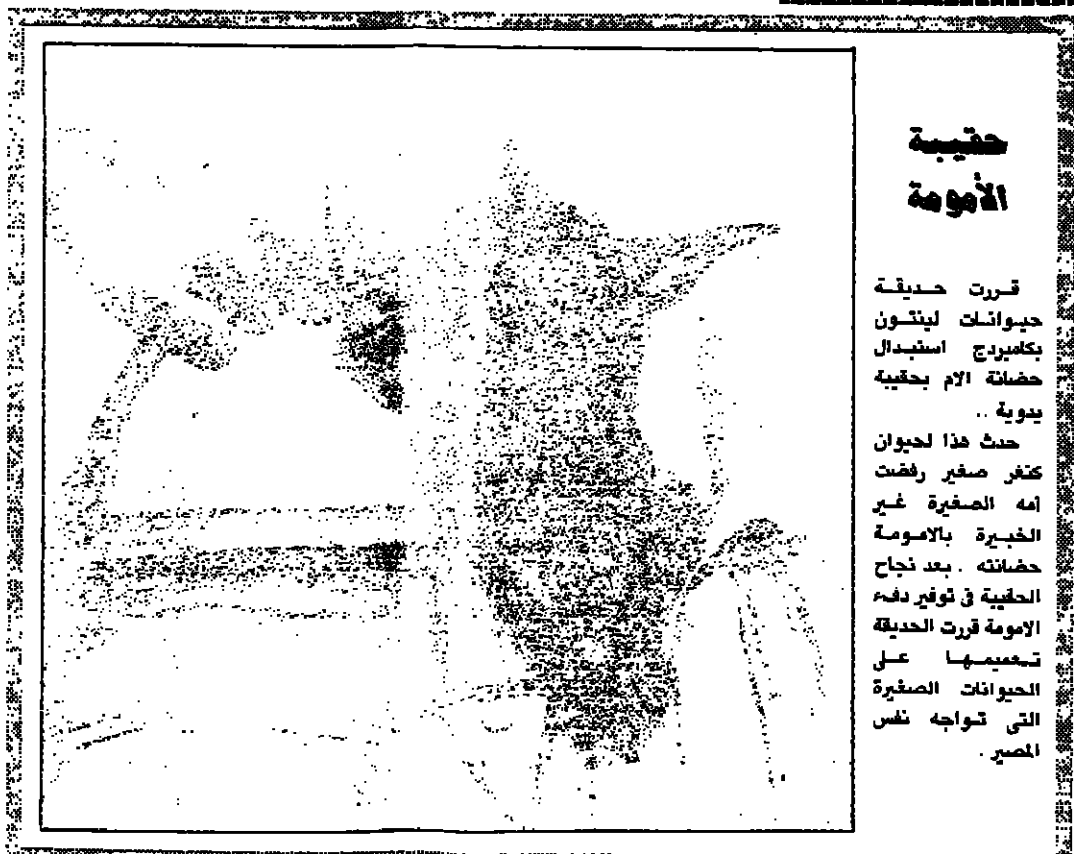 حقيبة
الأمومة
قررت حديقة
حيوانات لينتون
بكامبردج استبدال
حضانة الام بحقيبة
يدوية ..
حدث هذا لحيوان
كنغر صغير رفضت
أمه الصغيرة غير
الخبيرة بالامومة
حضانته . بعد نجاح
الحقيبة في توفير دفء
الامومة قررت الحديقة
تعميمها على
الحيوانات الصغيرة
التى تواجه نفس
المصير .